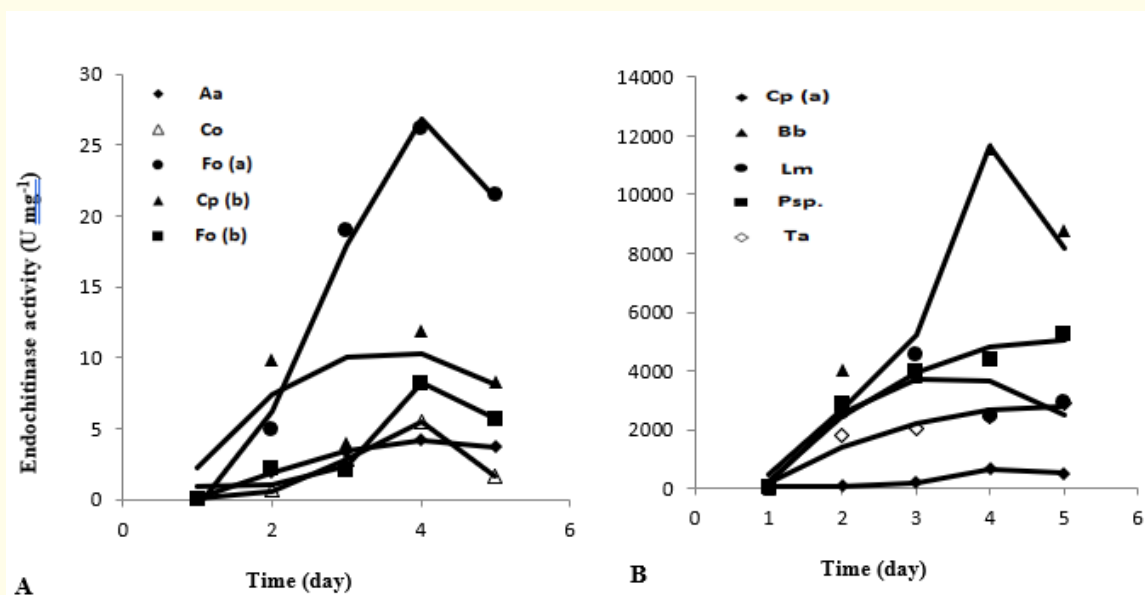 30
25
20
15
10
5
0
0
2
4
6
Aa
Co
Fo (a)
Cp (b)
Fo (b)
Endochitinase activity (U mg-1)
Time (day)
A
14000
12000
10000
8000
6000
4000
2000
0
0
1
2
3
4
5
6
Cp (a)
Bb
Lm
Psp.
Ta
Time (day)
B